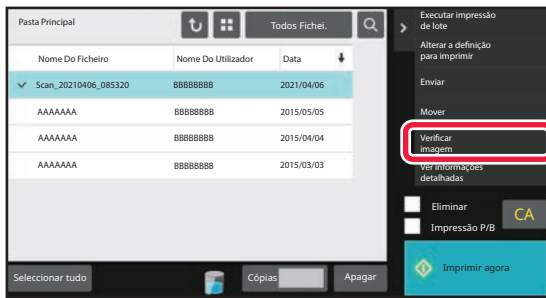 Pasta Principal
Todos Fichei.
Nome Do Ficheiro Nome Do Utilizador Data
Scan_20210406_085320 BBBBBBBB 2021/04/06
AAAAAAA BBBBBBBB 2015/05/05
AAAAAAA BBBBBBBB 2015/04/04
AAAAAAA BBBBBBBB 2015/03/03
Seleccionar tudo
Cópias
Apagar
Executar impressão
de lote
Alterar a definição
para imprimir
Enviar
Mover
Verificar
imagem
Ver informações
detalhadas
Eliminar
Impressão P/B
CA
Imprimir agora